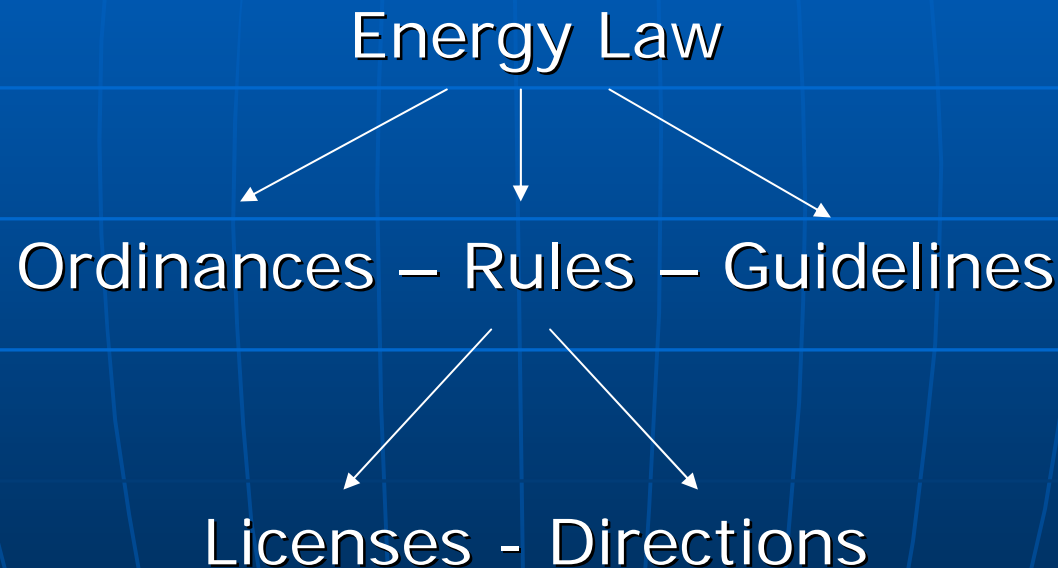 Energy Law
Ordinances – Rules – Guidelines
Licenses - Directions